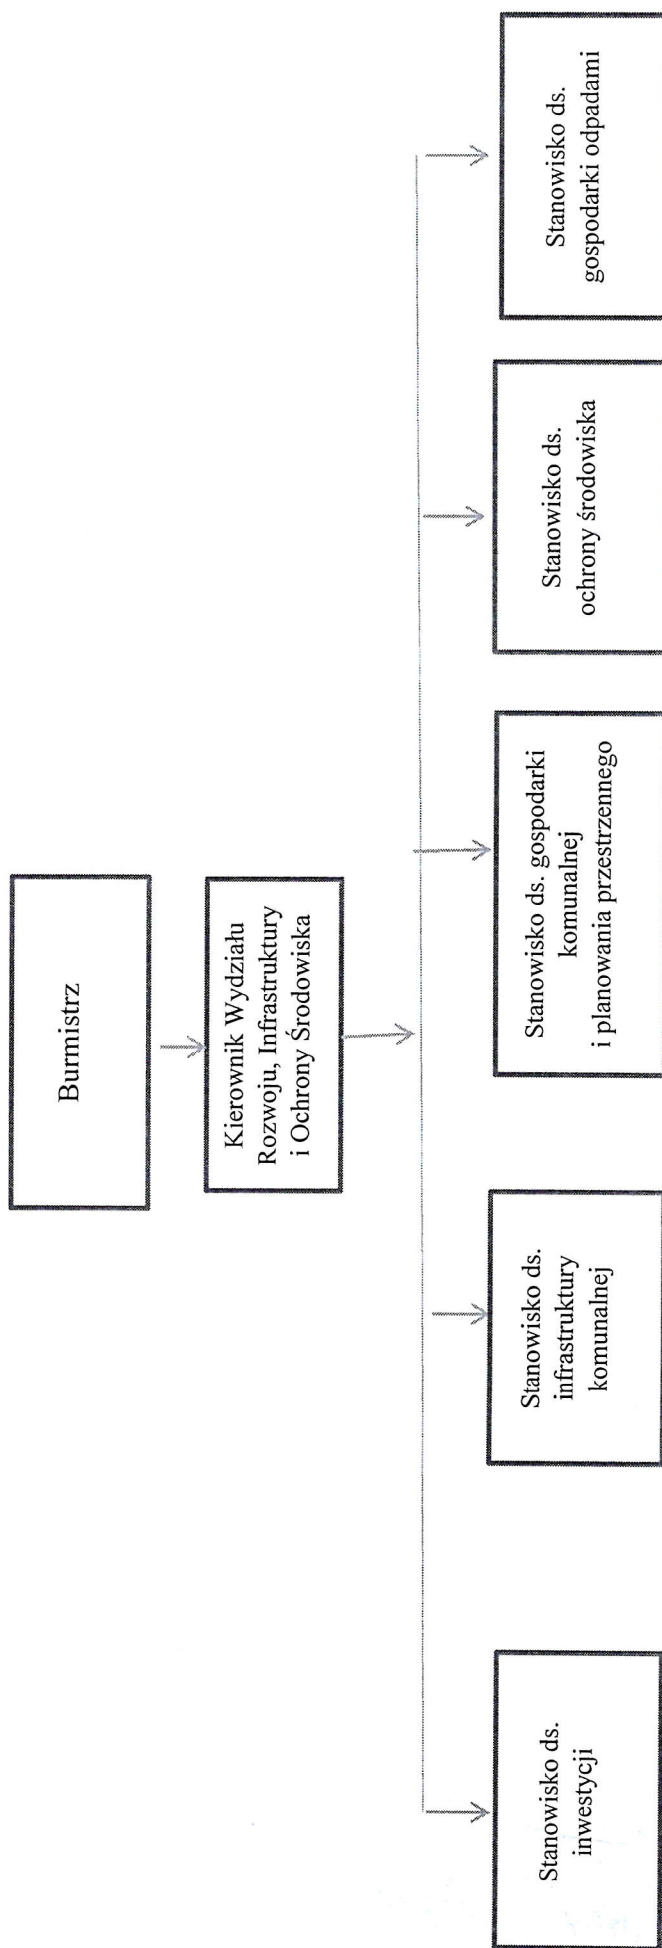 Burmistrz
Kierownik Wydziału
Rozwoju, Infrastruktury
i Ochrony Środowiska
Stanowisko ds.
inwestycji
Stanowisko ds.
infrastruktury
komunalnej
Stanowisko ds. gospodarki
komunalnej
i planowania przestrzennego
Stanowisko ds.
ochrony środowiska
Stanowisko ds.
gospodarki odpadami